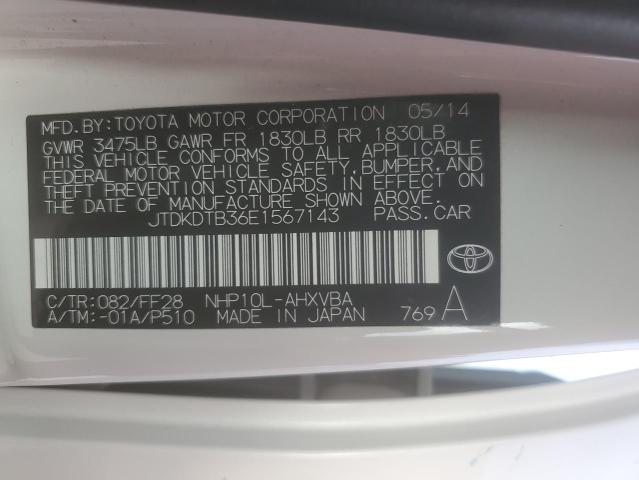 MFD.BY:TOYOTA MOTOR CORPORATION 05/14
GVWR 3475LB GAWR FR 1830LB RR 1830LB
THIS VEHICLE CONFORMS TO ALL APPLICABLE
FEDERAL MOTOR VEHICLE SAFETY,BUMPER,AND
THEFT PREVENTION STANDARDS IN EFFECT ON
THE DATE OF MANUFACTURE SHOWN ABOVE.
JTDKDTB36E1567143 PASS.CAR
C/TR:082/FF28 NHP10L-AHXVBA
A/TM:-01A/P510 MADE IN JAPAN 769 A